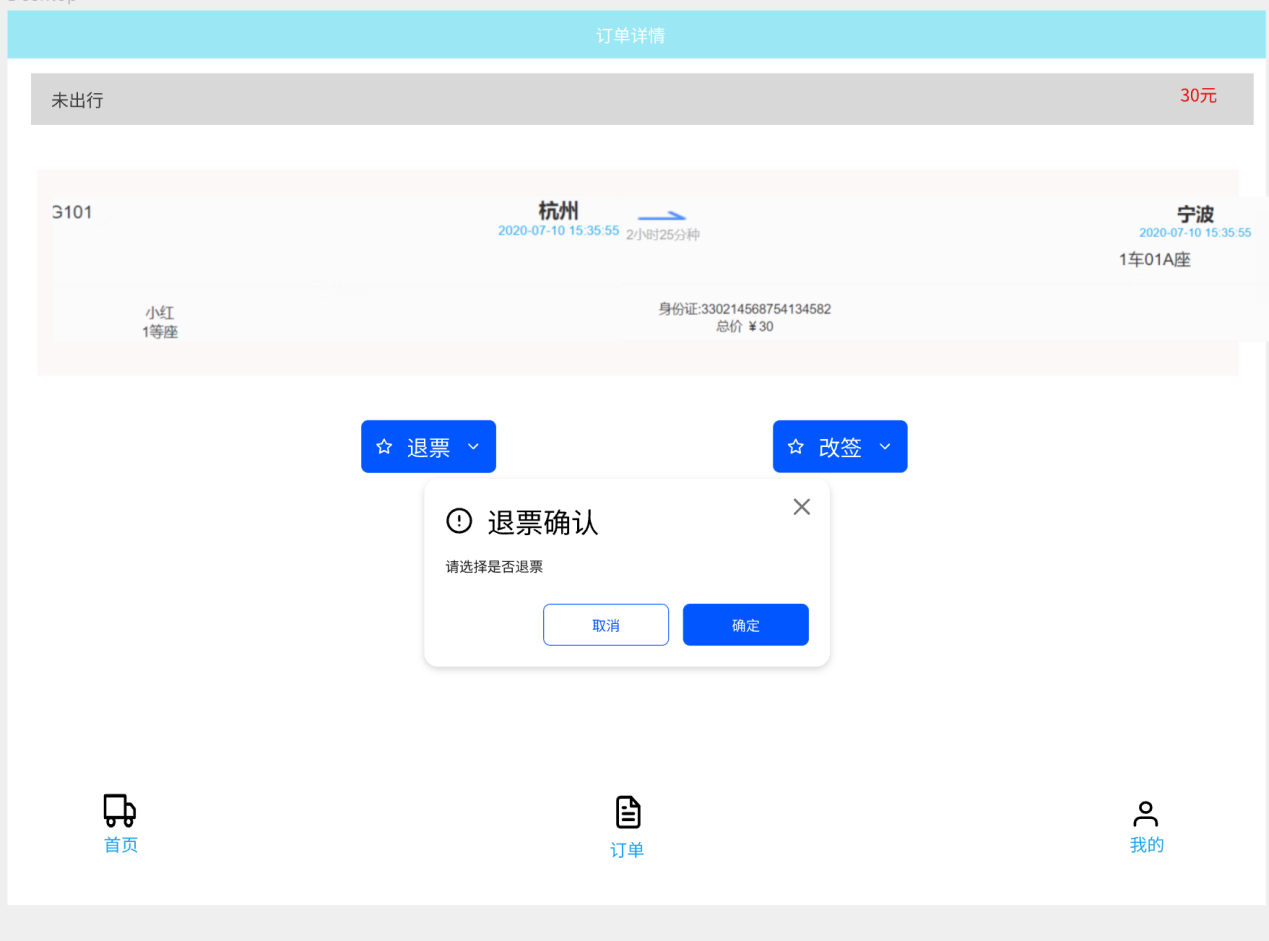 订单详情
未出行
30元
G101
杭州
2020-07-10 15:35:55
2小时25分种
宁波
2020-07-10 15:35:55
1车01A座
小红
1等座
身份证:330214568754134582
总价 ￥30
退票
改签
退票确认
请选择是否退票
取消
确定
首页
订单
我的